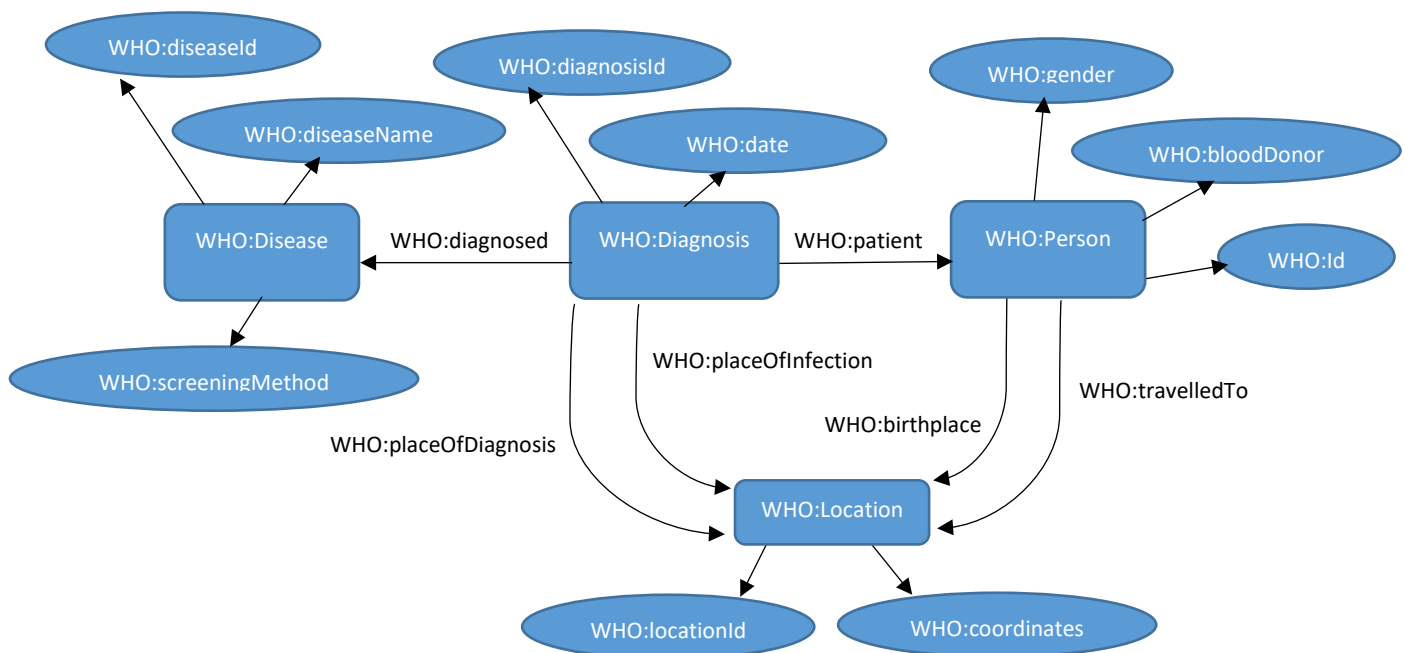 WHO:diseaseId
WHO:diagnosisId
WHO:gender
WHO:diseaseName
WHO:date
WHO:bloodDonor
WHO:Disease
WHO:diagnosed
WHO:Diagnosis
WHO:patient
WHO:Person
WHO:Id
WHO:screeningMethod
WHO:placeOfInfection
WHO:travelledTo
WHO:placeOfDiagnosis
WHO:birthplace
WHO:Location
WHO:locationId
WHO:coordinates